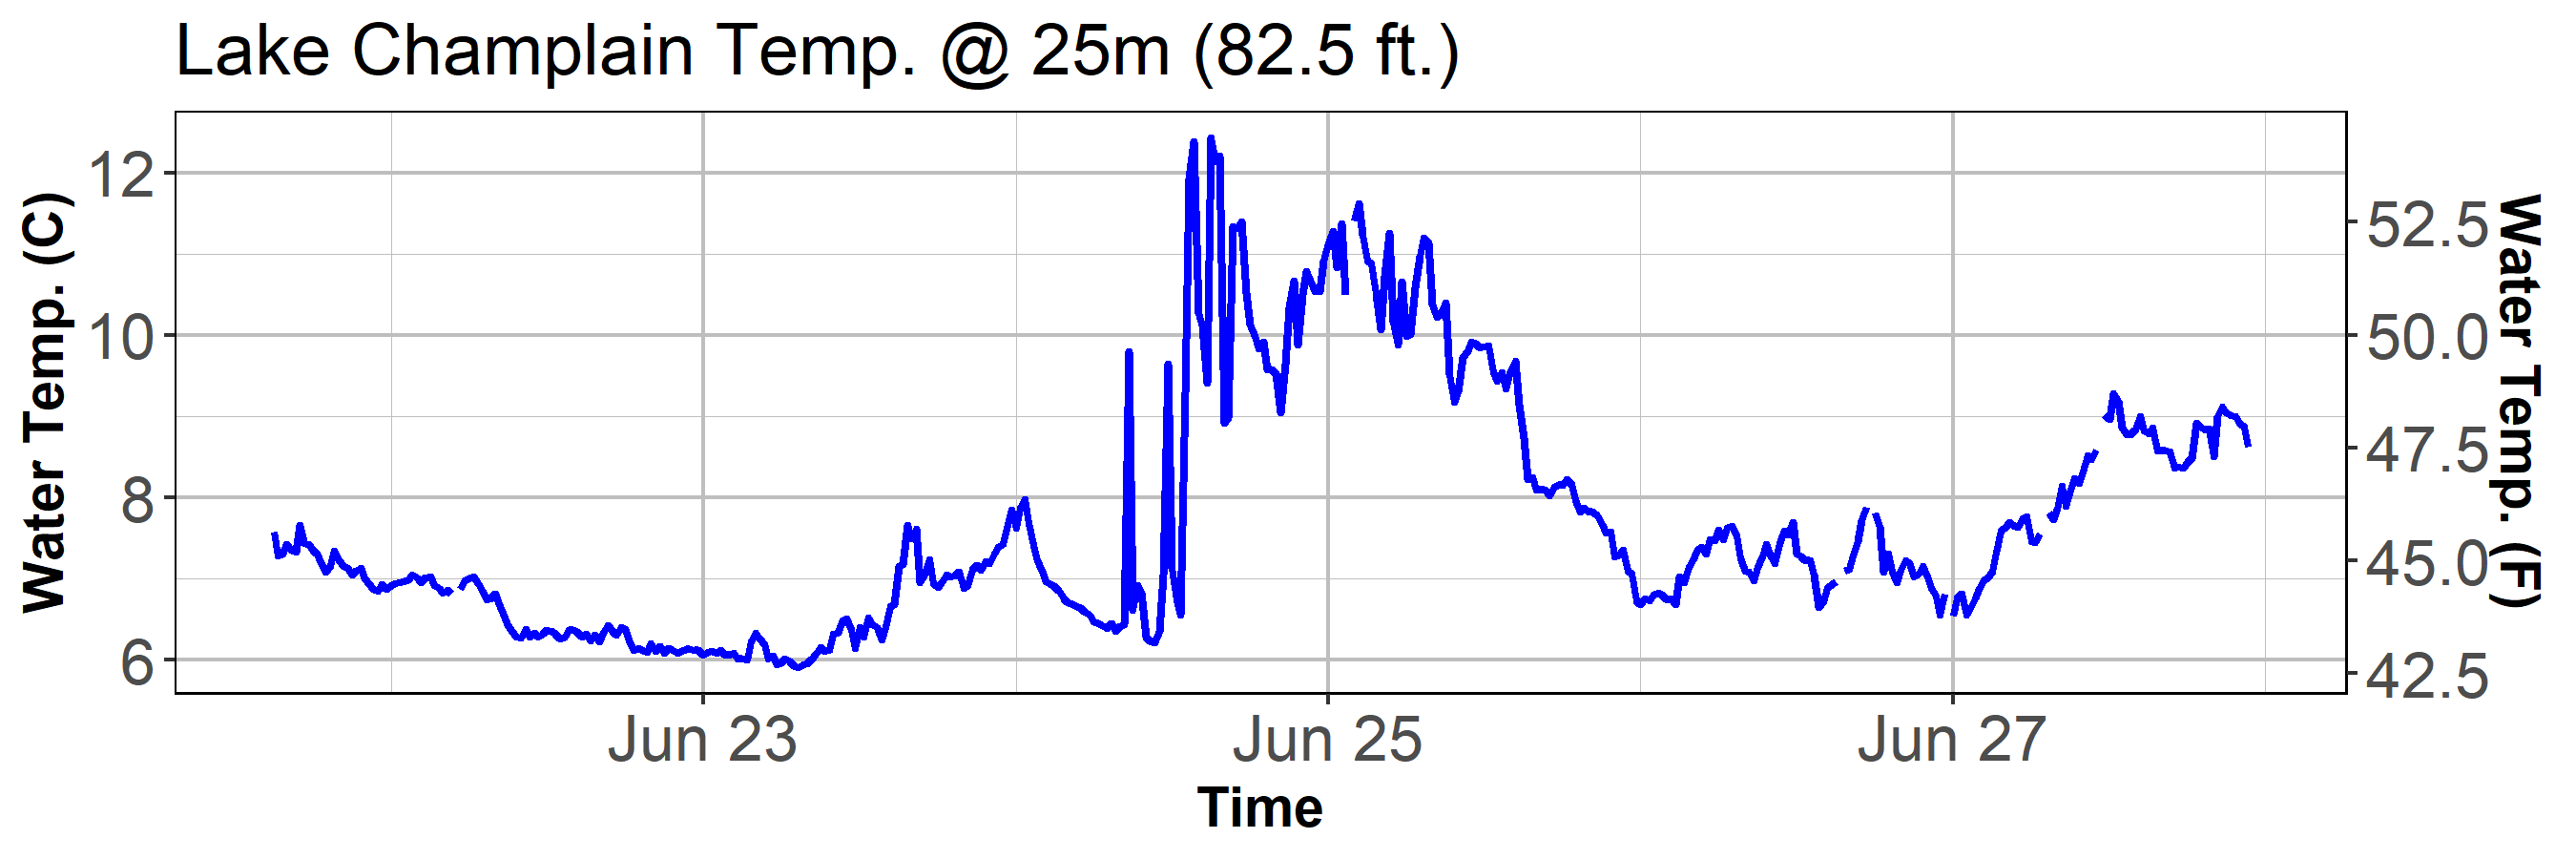 Lake Champlain Temp. @ 25m (82.5 ft.)
Water Temp. (C)
12
10
8
6
52.5
50.0
47.5
45.0
42.5
Water Temp. (F)
Jun 23 Jun 25 Jun 27
Time